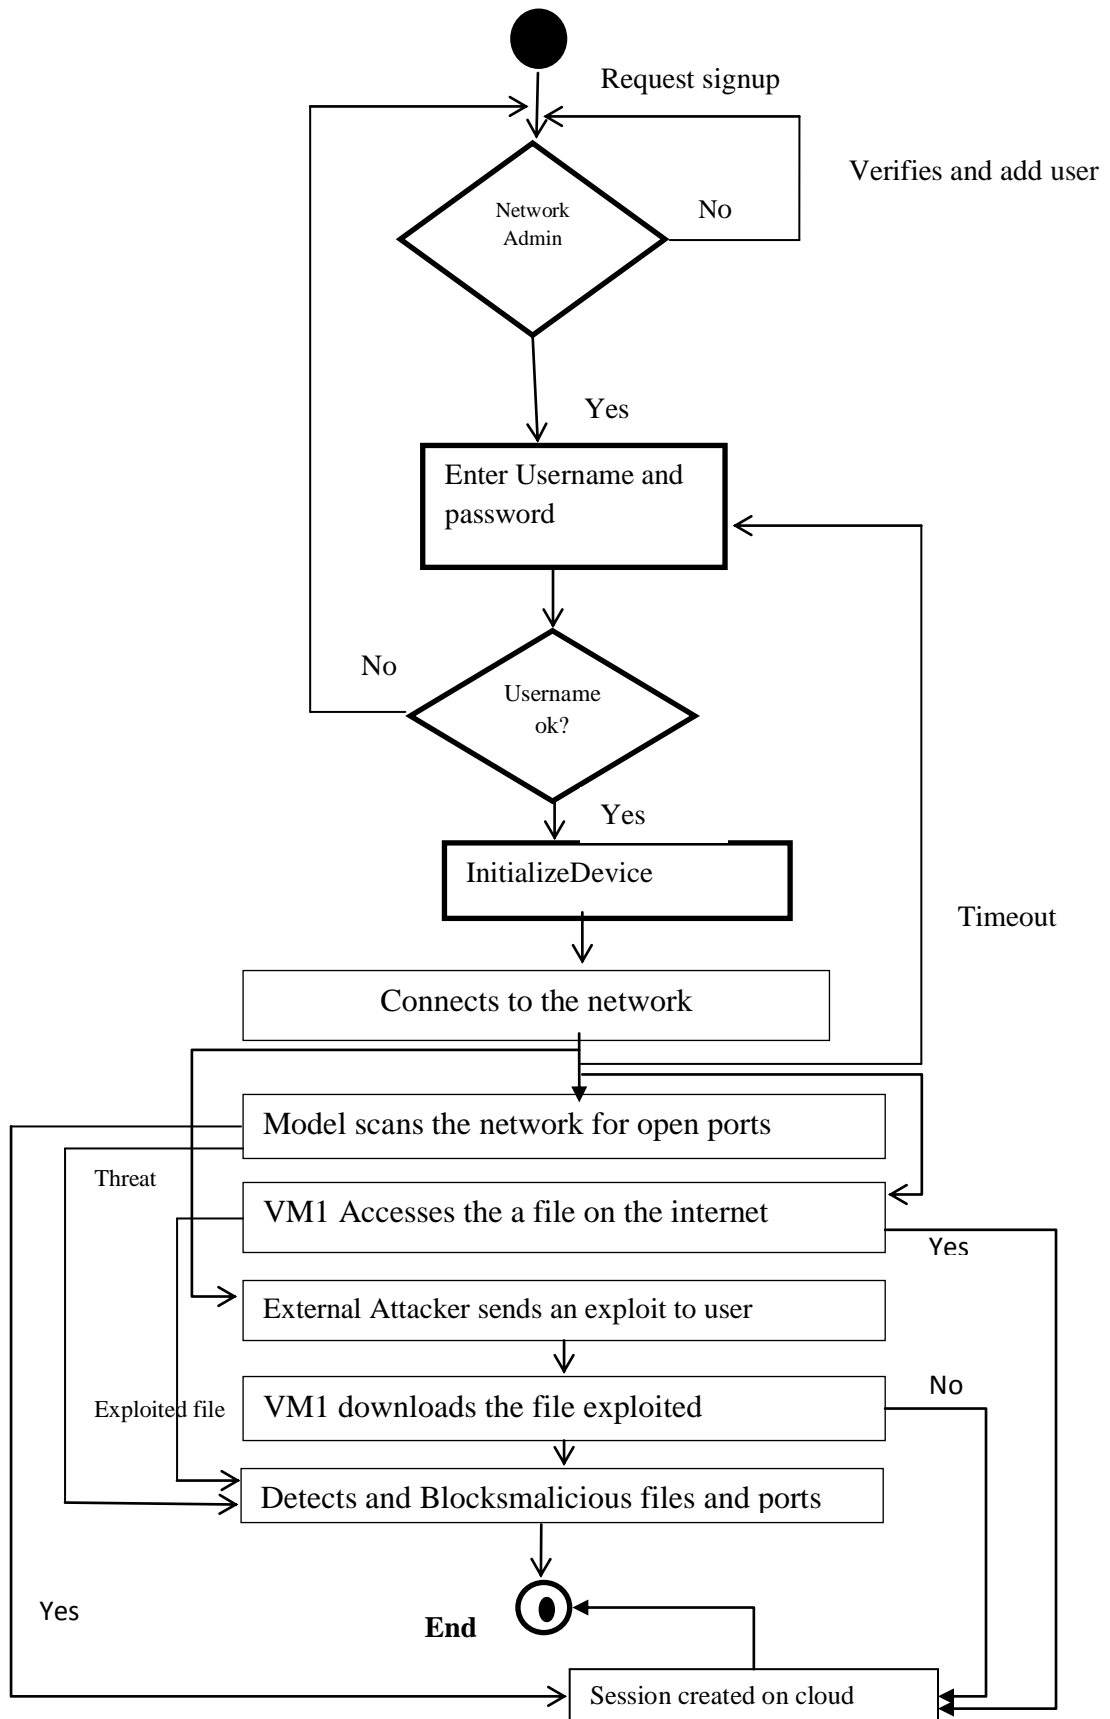 Request signup
Verifies and add user
Network
Admin
No
Yes
Enter Username and
password
No
Username
ok?
Yes
InitializeDevice
Timeout
Connects to the network
Model scans the network for open ports
Threat
VM1 Accesses the a file on the internet
Yes
External Attacker sends an exploit to user
No
VM1 downloads the file exploited
Exploited file
Detects and Blocksmalicious files and ports
Yes
End
Session created on cloud